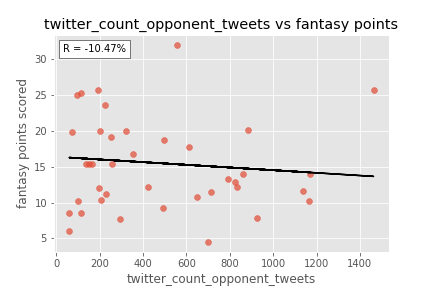 twitter_count_opponent_tweets vs fantasy points
R = -10.47%
fantasy points scored
30
25
20
15
10
5
0 200 400 600 800 1000 1200 1400
twitter_count_opponent_tweets